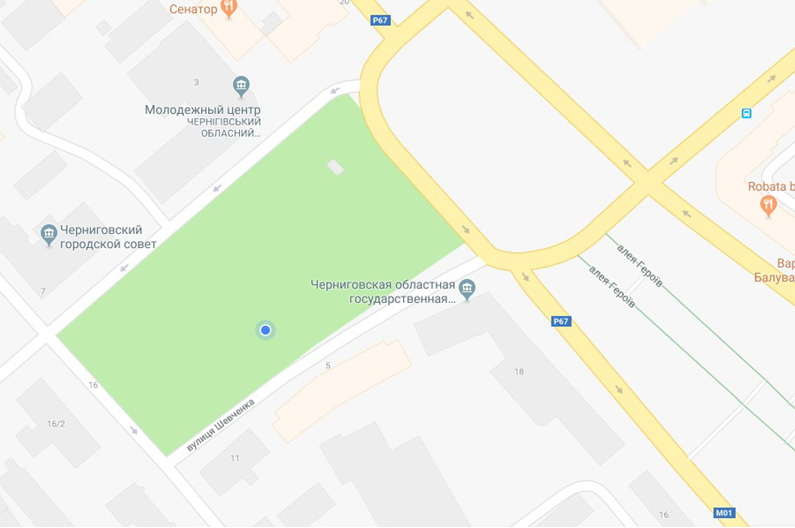 Сенатор
20
P67
3
Молодежный центр
ЧЕРНІГІВСЬКИЙ
ОБЛАСНИЙ...
Robata b
Черниговский
городской совет
Вар
Балува
алея Героїв
алея Героїв
Черниговская областная
государственная...
7
P67
5
18
16
16/2
вулиця Шевченка
11
M01
16